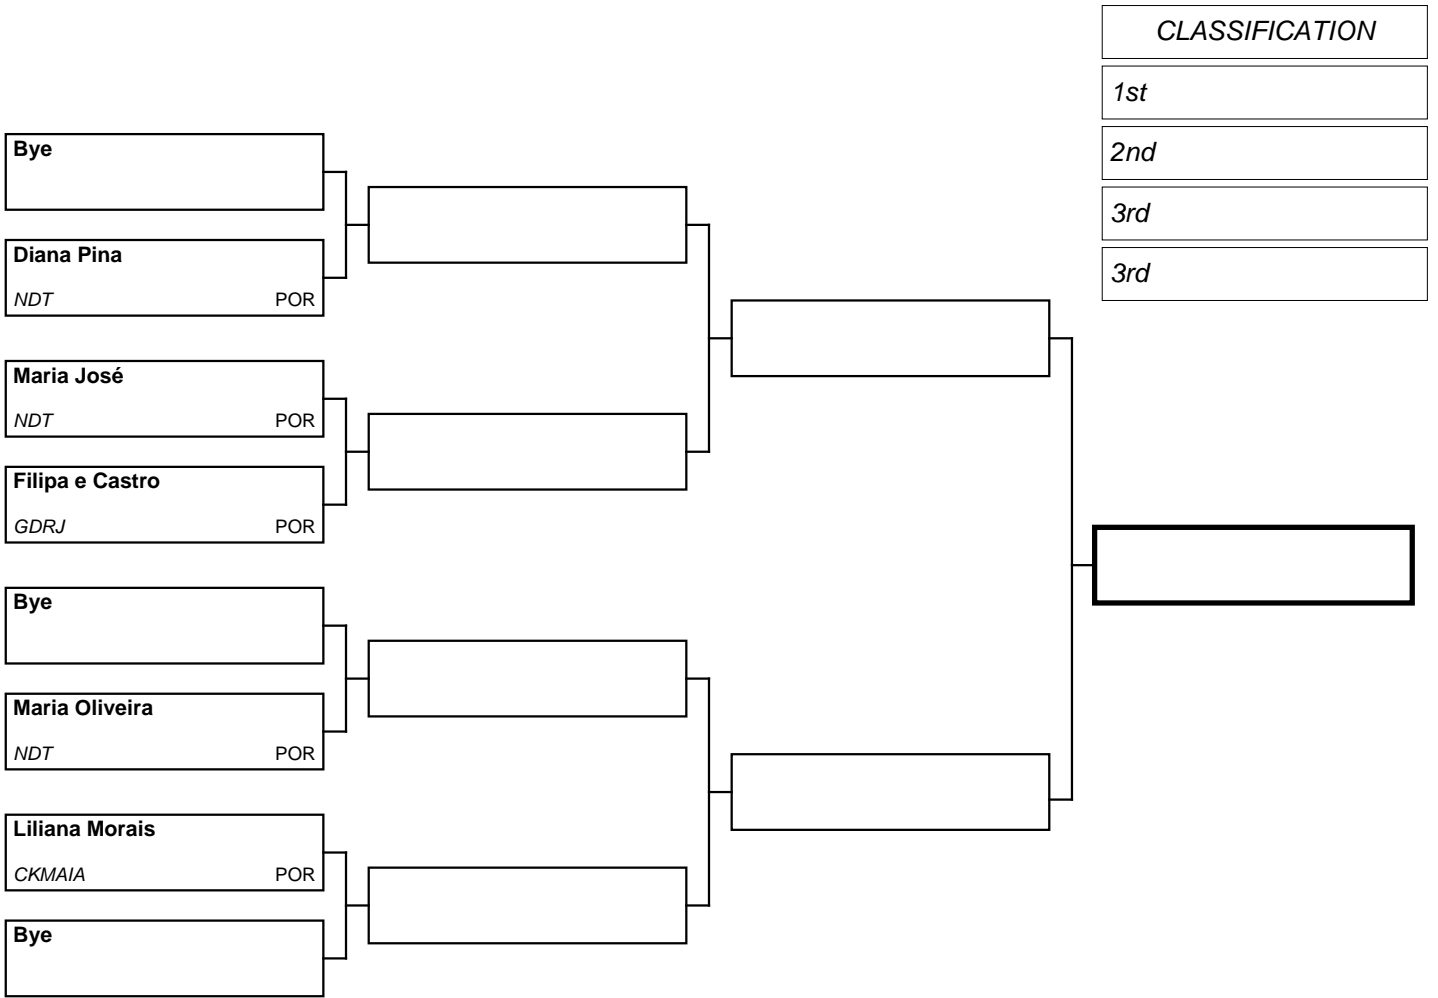 CLASSIFICATION
1st
2nd
3rd
3rd
Bye
Diana Pina
NDT POR
Maria José
NDT POR
Filipa e Castro
GDRJ POR
Bye
Maria Oliveira
NDT POR
Liliana Morais
CKMAIA POR
Bye